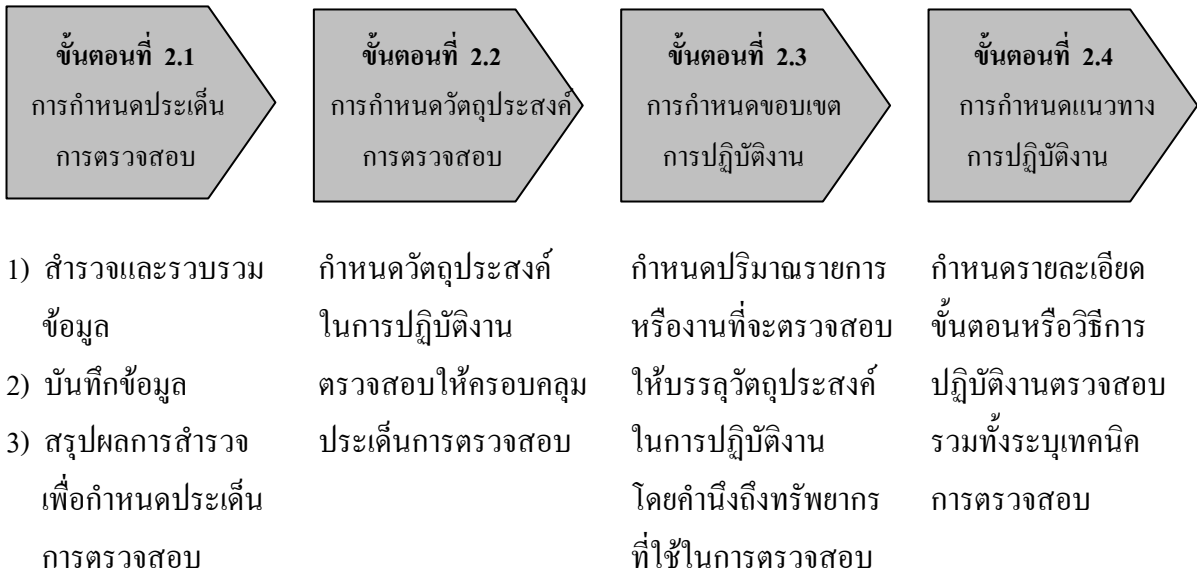 ขั้นตอนที่ 2.1
การกำหนดประเด็น
การตรวจสอบ
ขั้นตอนที่ 2.2
การกำหนดวัตถุประสงค์
การตรวจสอบ
ขั้นตอนที่ 2.3
การกำหนดขอบเขต
การปฏิบัติงาน
ขั้นตอนที่ 2.4
การกำหนดแนวทาง
การปฏิบัติงาน
1) สำรวจและรวบรวม
ข้อมูล
2) บันทึกข้อมูล
3) สรุปผลการสำรวจ
เพื่อกำหนดประเด็น
การตรวจสอบ
กำหนดวัตถุประสงค์
ในการปฏิบัติงาน
ตรวจสอบให้ครอบคลุม
ประเด็นการตรวจสอบ
กำหนดปริมาณรายการ
หรืองานที่จะตรวจสอบ
ให้บรรลุวัตถุประสงค์
ในการปฏิบัติงาน
โดยคำนึงถึงทรัพยากร
ที่ใช้ในการตรวจสอบ
กำหนดรายละเอียด
ขั้นตอนหรือวิธีการ
ปฏิบัติงานตรวจสอบ
รวมทั้งระบุเทคนิค
การตรวจสอบ